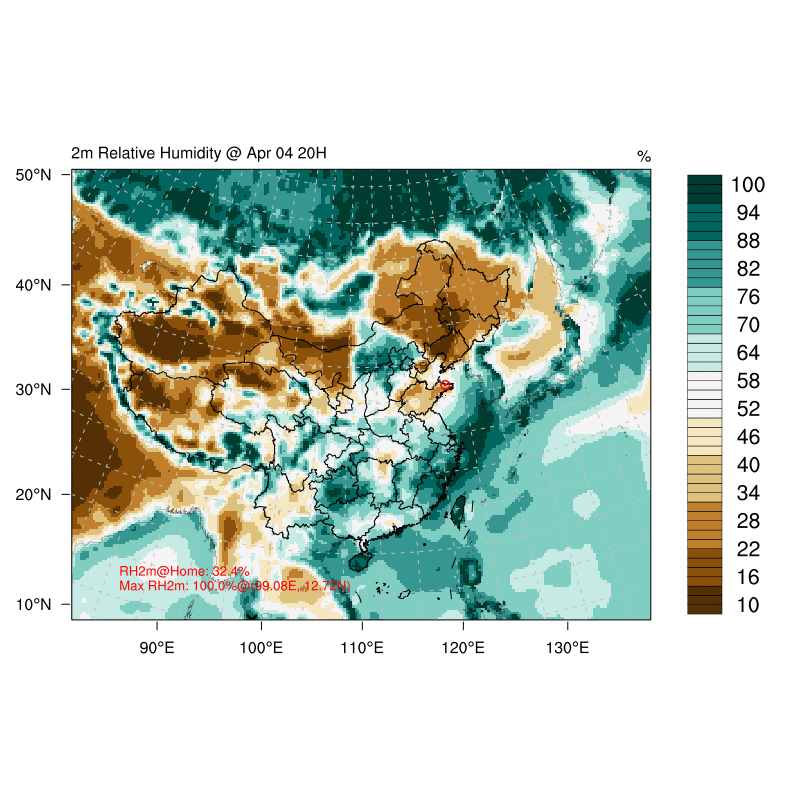 2m Relative Humidity @ Apr 04 20H
%
50°N
40°N
30°N
20°N
10°N
90°E
100°E
110°E
120°E
130°E
100
94
88
82
76
70
64
58
52
46
40
34
28
22
16
10
RH2m@Home: 32.4%
Max RH2m: 100.0%@(99.08E, 12.77N)